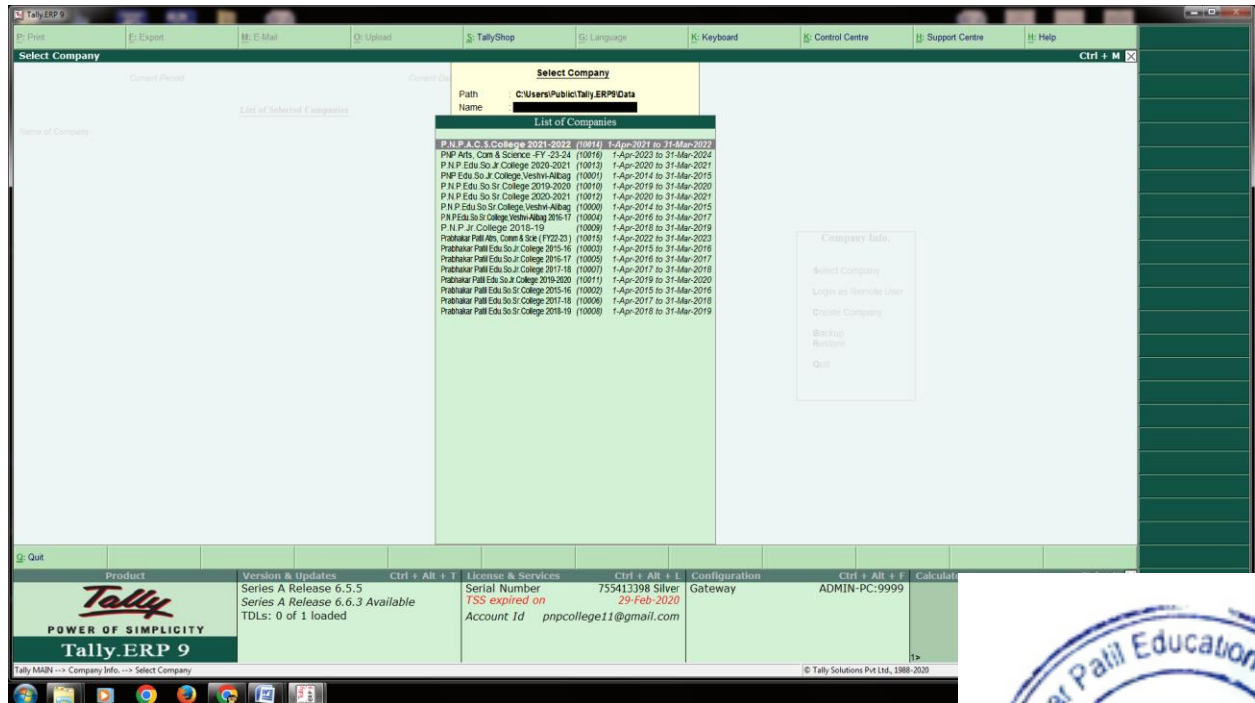 Tally.ERP 9
P: Print E: Export M: E-Mail O: Upload S: TallyShop G: Language K: Keyboard K: Control Centre H: Support Centre H: Help
Select Company Ctrl + M
Current Period
List of Selected Companies
Name of Company
Select Company
Path : C:\Users\Public\Tally.ERP9\Data
Name :
List of Companies
P.N.P.A.C.S.College 2021-2022 (10014) 1-Apr-2021 to 31-Mar-2022
PNP Arts, Com & Science -FY -23-24 (10016) 1-Apr-2023 to 31-Mar-2024
P.N.P.Edu.So.Jr.College 2020-2021 (10013) 1-Apr-2020 to 31-Mar-2021
PNP Edu.So.Jr.College,Veshvi-Alibag (10001) 1-Apr-2014 to 31-Mar-2015
P.N.P.Edu.So.Sr.College 2019-2020 (10010) 1-Apr-2019 to 31-Mar-2020
P.N.P.Edu.So.Sr.College 2020-2021 (10012) 1-Apr-2020 to 31-Mar-2021
P.N.P.Edu.So.Sr.College,Veshvi-Alibag (10000) 1-Apr-2014 to 31-Mar-2015
P.N.P.Edu.So.Sr.College,Veshvi-Alibag 2016-17 (10004) 1-Apr-2016 to 31-Mar-2017
P.N.P.Jr.College 2018-19 (10009) 1-Apr-2018 to 31-Mar-2019
Prabhakar Patil Atrs, Comm & Scie ( FY22-23 ) (10015) 1-Apr-2022 to 31-Mar-2023
Prabhakar Patil Edu.So.Jr.College 2015-16 (10003) 1-Apr-2015 to 31-Mar-2016
Prabhakar Patil Edu.So.Jr.College 2016-17 (10005) 1-Apr-2016 to 31-Mar-2017
Prabhakar Patil Edu.So.Jr.College 2017-18 (10007) 1-Apr-2017 to 31-Mar-2018
Prabhakar Patil Edu.So.Jr.College 2019-2020 (10011) 1-Apr-2019 to 31-Mar-2020
Prabhakar Patil Edu.So.Sr.College 2015-16 (10002) 1-Apr-2015 to 31-Mar-2016
Prabhakar Patil Edu.So.Sr.College 2017-18 (10006) 1-Apr-2017 to 31-Mar-2018
Prabhakar Patil Edu.So.Sr.College 2018-19 (10008) 1-Apr-2018 to 31-Mar-2019
Company Info.
Select Company
Login as Remote User
Create Company
Backup
Restore
Quit
Q: Quit
Product Version & Updates Ctrl + Alt + T License & Services Ctrl + Alt + L Configuration Ctrl + Alt + F
Tally
POWER OF SIMPLICITY
Tally.ERP 9
Series A Release 6.5.5
Series A Release 6.6.3 Available
TDLs: 0 of 1 loaded
Serial Number 755413398 Silver
TSS expired on 29-Feb-2020
Account Id pnpcollege11@gmail.com
Gateway ADMIN-PC:9999
1>
Tally MAIN --> Company Info. --> Select Company © Tally Solutions Pvt Ltd., 1988-2020
Patil Education